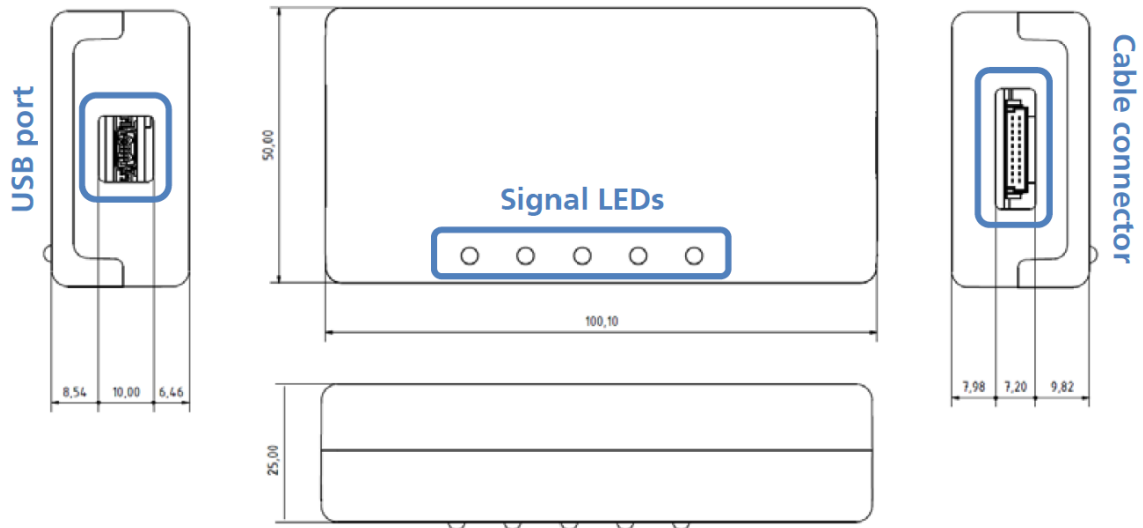 USB port
50,00
Signal LEDs
Cable connector
100,10
8,54 10,00 6,46
7,98 7,20 9,82
25,00